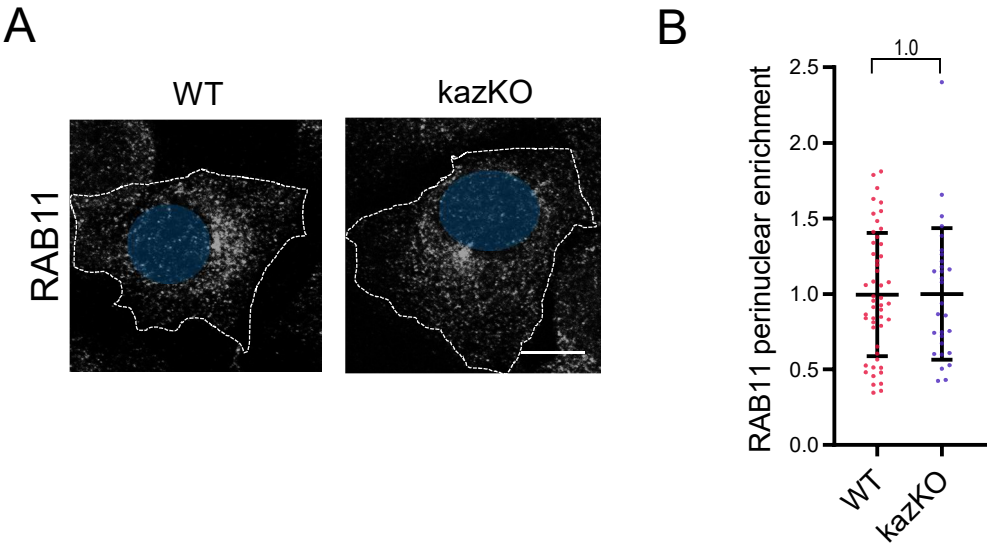 A
WT
kazKO
RAB11
B
1.0
RAB11 perinuclear enrichment
2.5
2.0
1.5
1.0
0.5
0.0
WT
kazKO